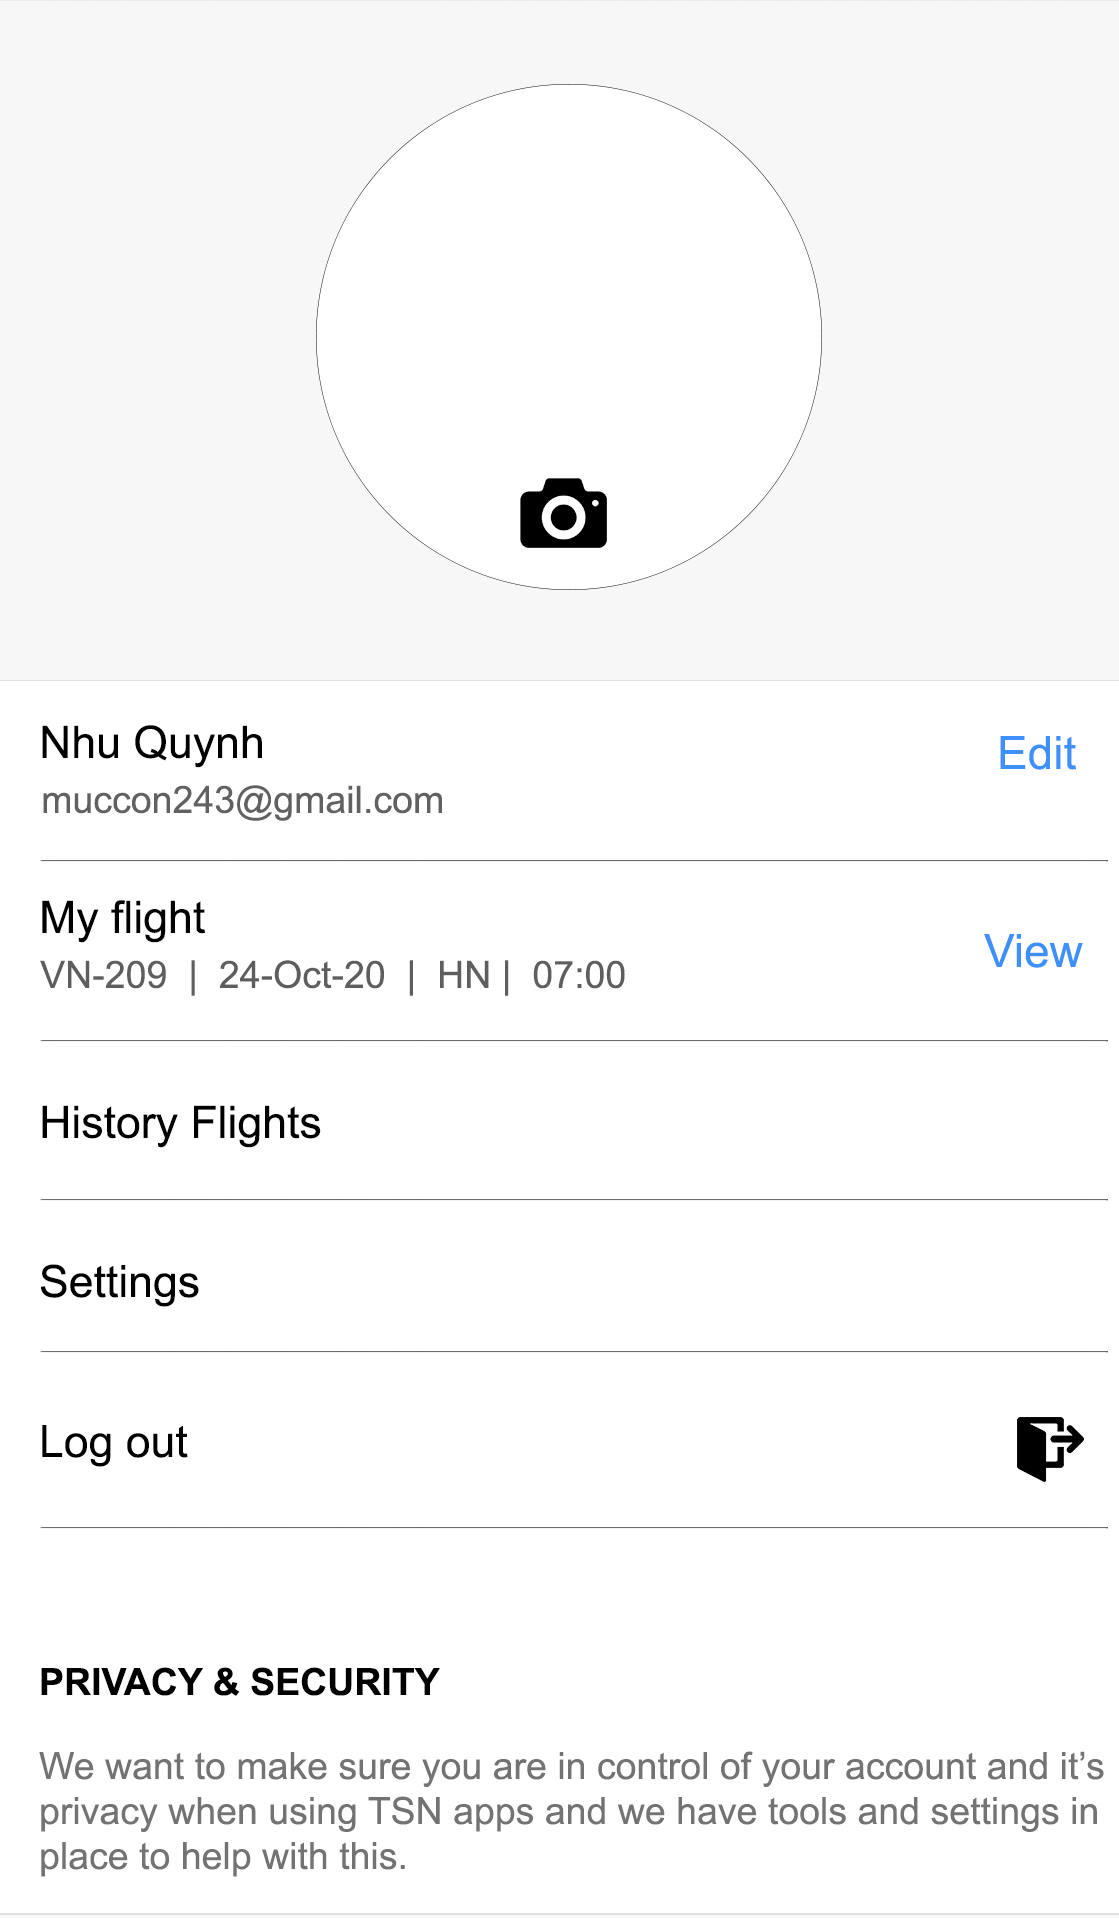 Nhu Quynh
Edit
muccon243@gmail.com
My flight
View
VN-209 | 24-Oct-20 | HN | 07:00
History Flights
Settings
Log out
PRIVACY & SECURITY
We want to make sure you are in control of your account and it’s
privacy when using TSN apps and we have tools and settings in
place to help with this.